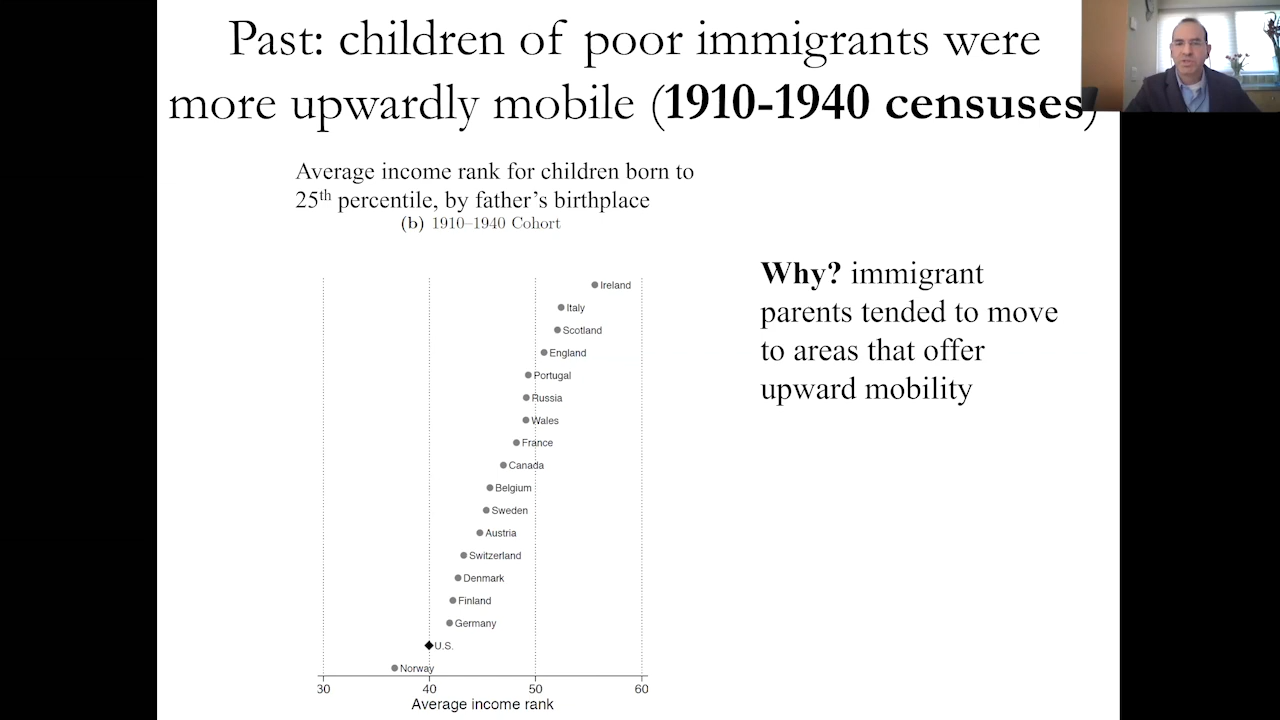 Past: children of poor immigrants were
more upwardly mobile (1910-1940 censuses)
Average income rank for children born to
25th percentile, by father's birthplace
(b) 1910–1940 Cohort
Why? immigrant
parents tended to move
to areas that offer
upward mobility
Ireland
Italy
Scotland
England
Portugal
Russia
Wales
France
Canada
Belgium
Sweden
Austria
Switzerland
Denmark
Finland
Germany
U.S.
Norway
30 40 50 60
Average income rank